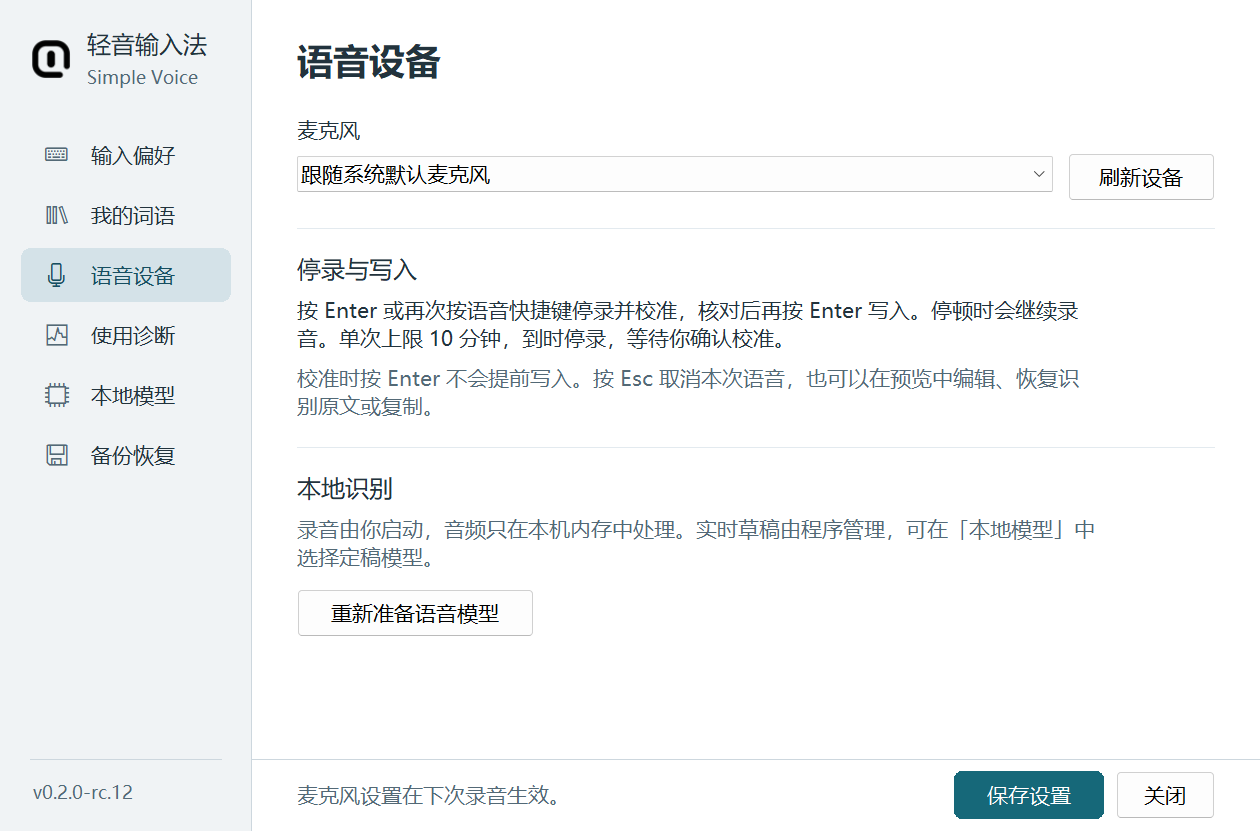 轻音输入法
Simple Voice
输入偏好
我的词语
语音设备
使用诊断
本地模型
备份恢复
v0.2.0-rc.12
语音设备
麦克风
跟随系统默认麦克风
刷新设备
停录与写入
按 Enter 或再次按语音快捷键停录并校准，核对后再按 Enter 写入。停顿时会继续录
音。单次上限 10 分钟，到时停录，等待你确认校准。
校准时按 Enter 不会提前写入。按 Esc 取消本次语音，也可以在预览中编辑、恢复识
别原文或复制。
本地识别
录音由你启动，音频只在本机内存中处理。实时草稿由程序管理，可在「本地模型」中
选择定稿模型。
重新准备语音模型
麦克风设置在下次录音生效。
保存设置
关闭